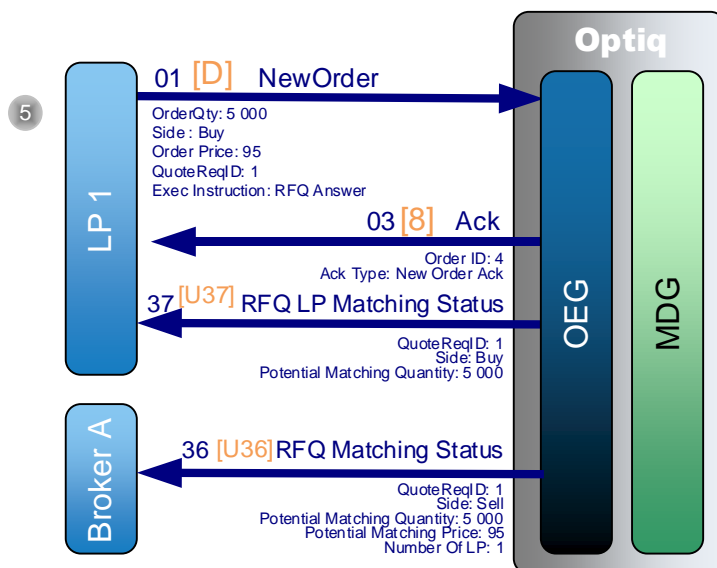 Optiq
5
01 [D] NewOrder
OrderQty: 5 000
Side : Buy
Order Price: 95
QuoteReqID: 1
Exec Instruction: RFQ Answer
LP 1
03 [8] Ack
Order ID: 4
Ack Type: New Order Ack
37 [U37] RFQ LP Matching Status
QuoteReqID: 1
Side: Buy
Potential Matching Quantity: 5 000
OEG
MDG
Broker A
36 [U36] RFQ Matching Status
QuoteReqID: 1
Side: Sell
Potential Matching Quantity: 5 000
Potential Matching Price: 95
Number Of LP: 1